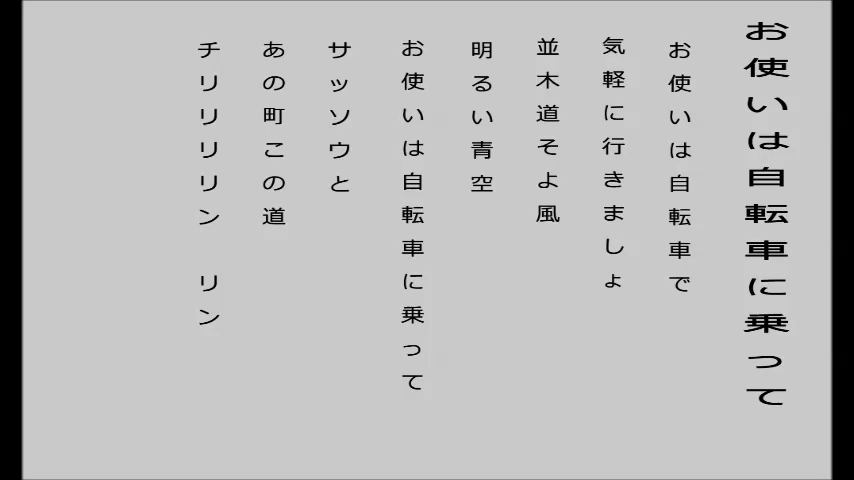 お使いは自転車に乗って
お使いは自転車で
気軽に行きましょ
並木道そよ風
明るい青空
お使いは自転車に乗って
サッソウと
あの町この道
チリリリリン　リン